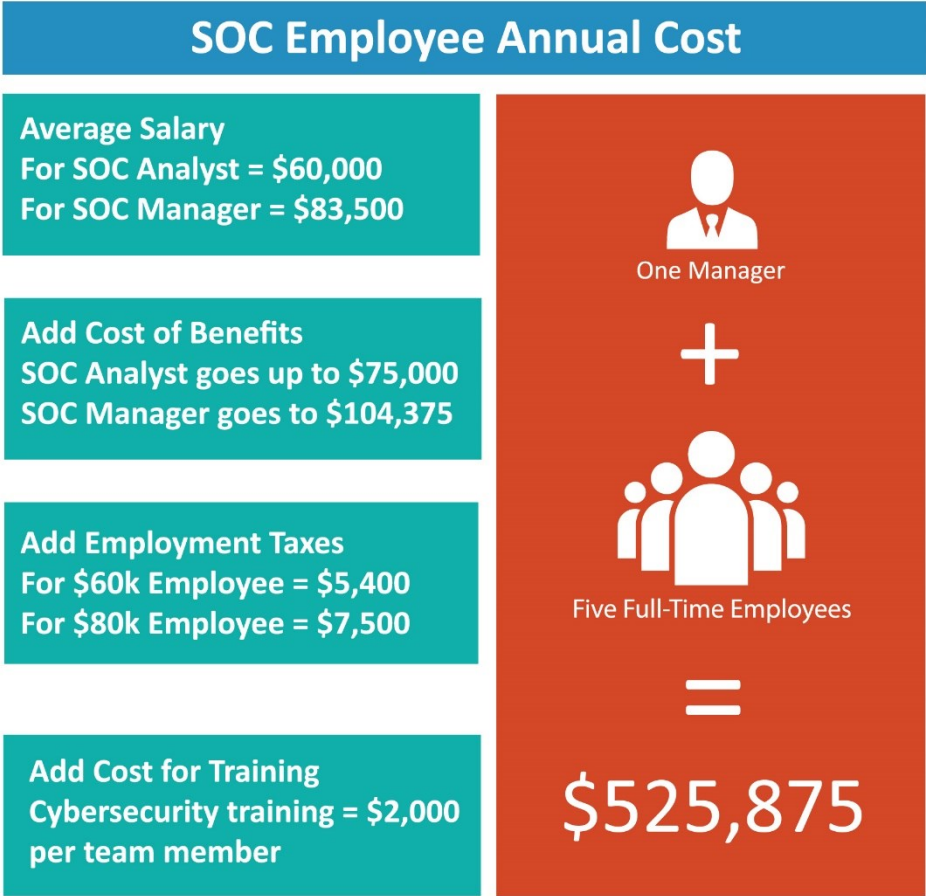 SOC Employee Annual Cost
Average Salary
For SOC Analyst = $60,000
For SOC Manager = $83,500
Add Cost of Benefits
SOC Analyst goes up to $75,000
SOC Manager goes to $104,375
Add Employment Taxes
For $60k Employee = $5,400
For $80k Employee = $7,500
Add Cost for Training
Cybersecurity training = $2,000
per team member
One Manager
+
Five Full-Time Employees
=
$525,875